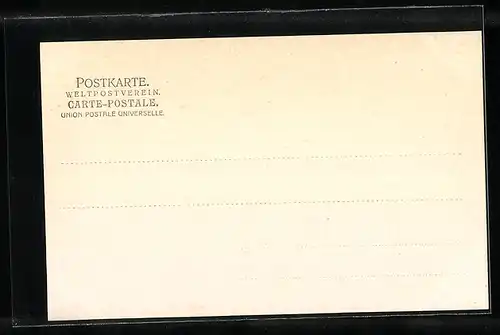 POSTKARTE.
WELTPOSTVEREIN.
CARTE-POSTALE.
UNION POSTALE UNIVERSELLE.